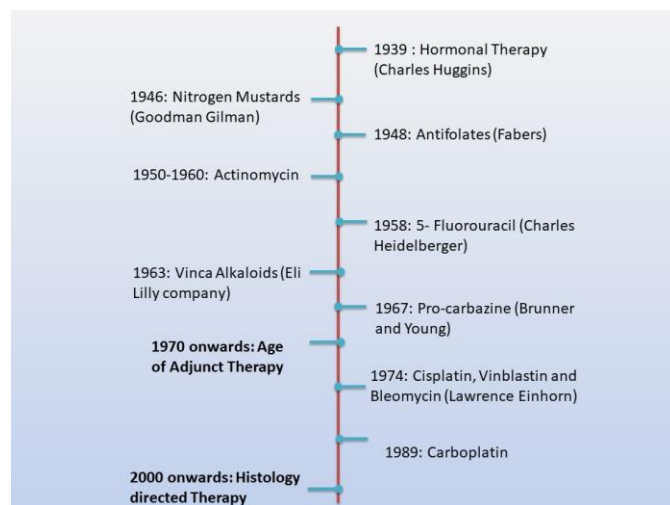 1939 : Hormonal Therapy
(Charles Huggins)
1946: Nitrogen Mustards
(Goodman Gilman)
1948: Antifolates (Fabers)
1950-1960: Actinomycin
1958: 5- Fluorouracil (Charles
Heidelberger)
1963: Vinca Alkaloids (Eli
Lilly company)
1967: Pro-carbazine (Brunner
and Young)
1970 onwards: Age
of Adjunct Therapy
1974: Cisplatin, Vinblastin and
Bleomycin (Lawrence Einhorn)
1989: Carboplatin
2000 onwards: Histology
directed Therapy